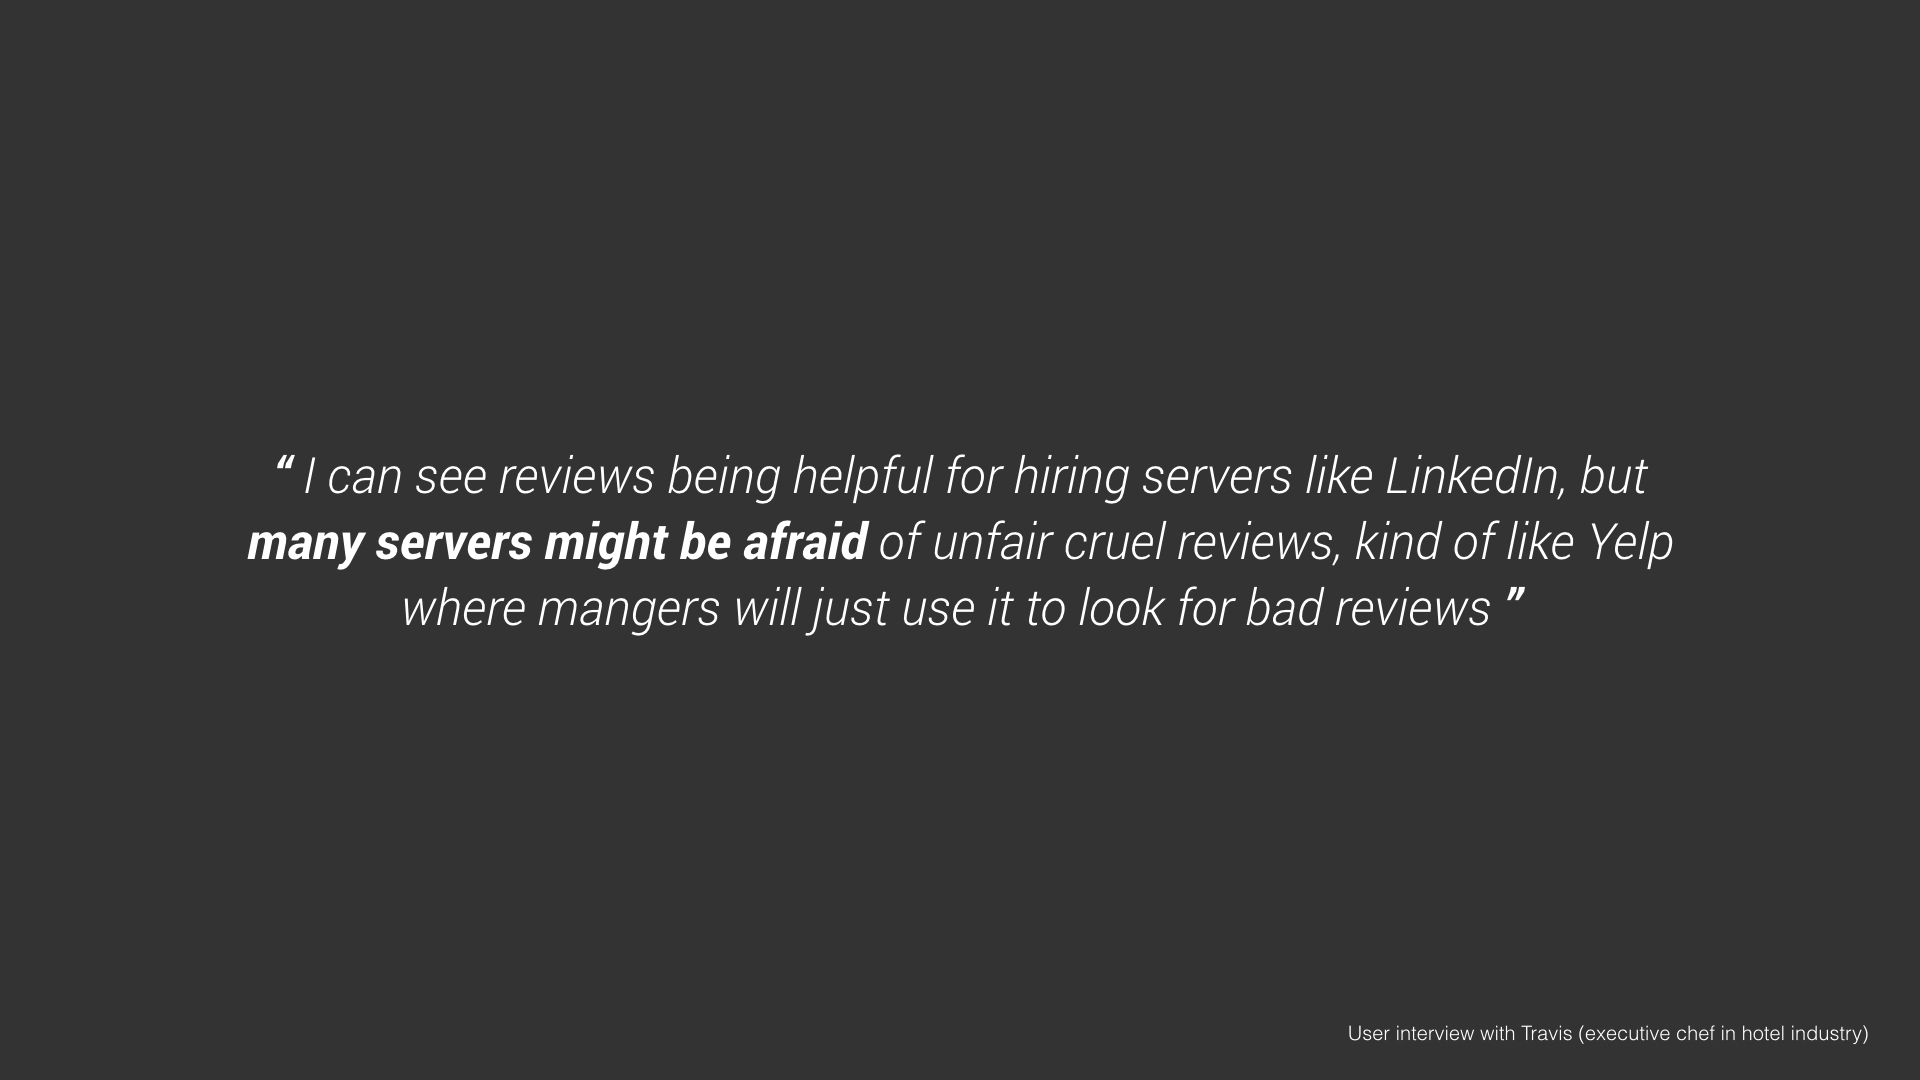 “ I can see reviews being helpful for hiring servers like LinkedIn, but
many servers might be afraid of unfair cruel reviews, kind of like Yelp
where mangers will just use it to look for bad reviews ”
User interview with Travis (executive chef in hotel industry)